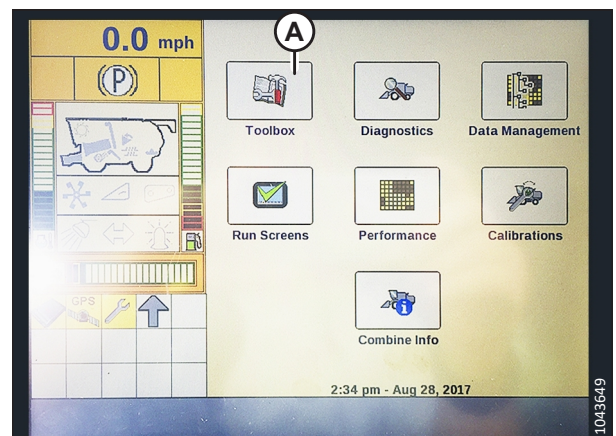 A
0.0 mph
(P)
Toolbox
Diagnostics
Data Management
Run Screens
Performance
Calibrations
GPS
Combine Info
2:34 pm - Aug 28, 2017
1043649